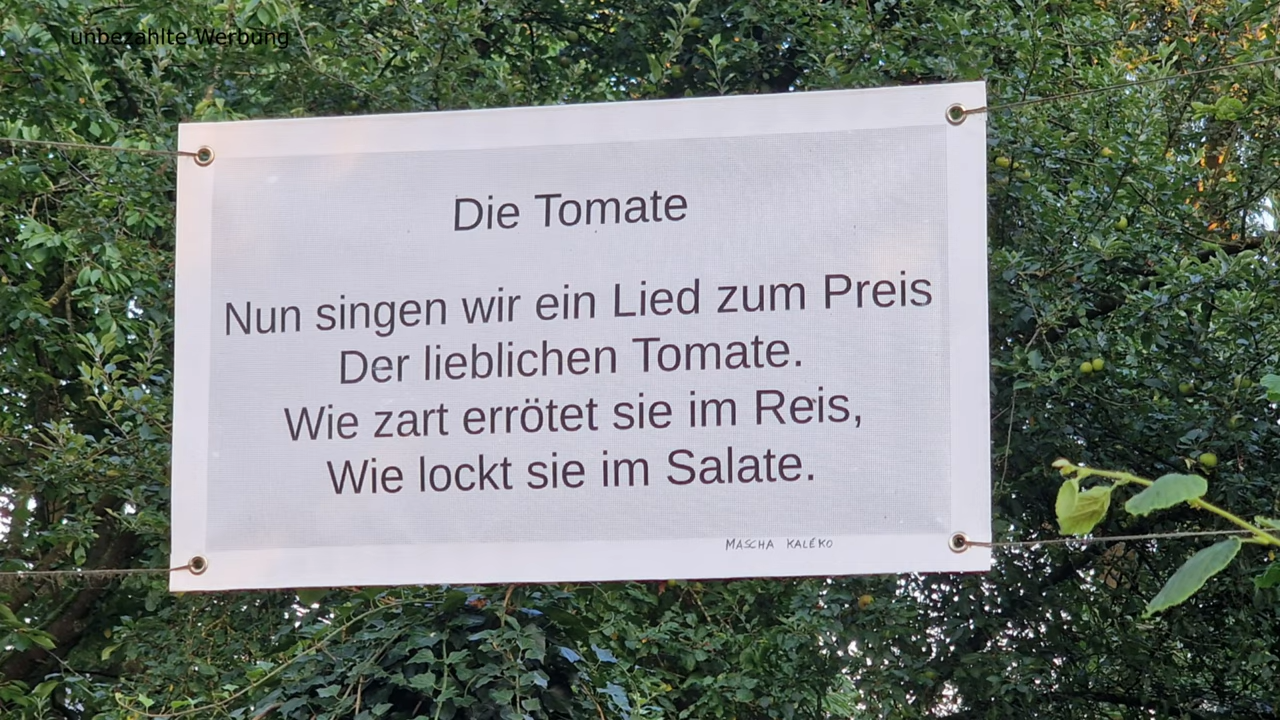 unbezahlte Werbung
Die Tomate
Nun singen wir ein Lied zum Preis
Der lieblichen Tomate.
Wie zart errötet sie im Reis,
Wie lockt sie im Salate.
MASCHA KALÉKO